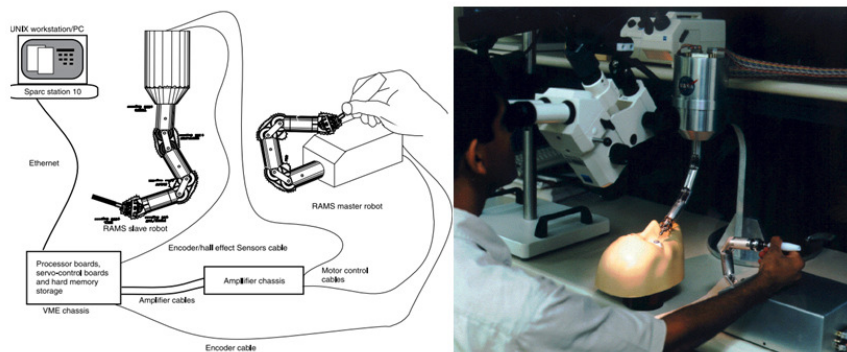 UNIX workstation/PC
Sparc station 10
Ethernet
RAMS slave robot
RAMS master robot
Encoder/hall effect Sensors cable
Processor boards,
servo-control boards
and hard memory
storage
VME chassis
Amplifier cables
Amplifier chassis
Motor control
cables
Encoder cable
NASA